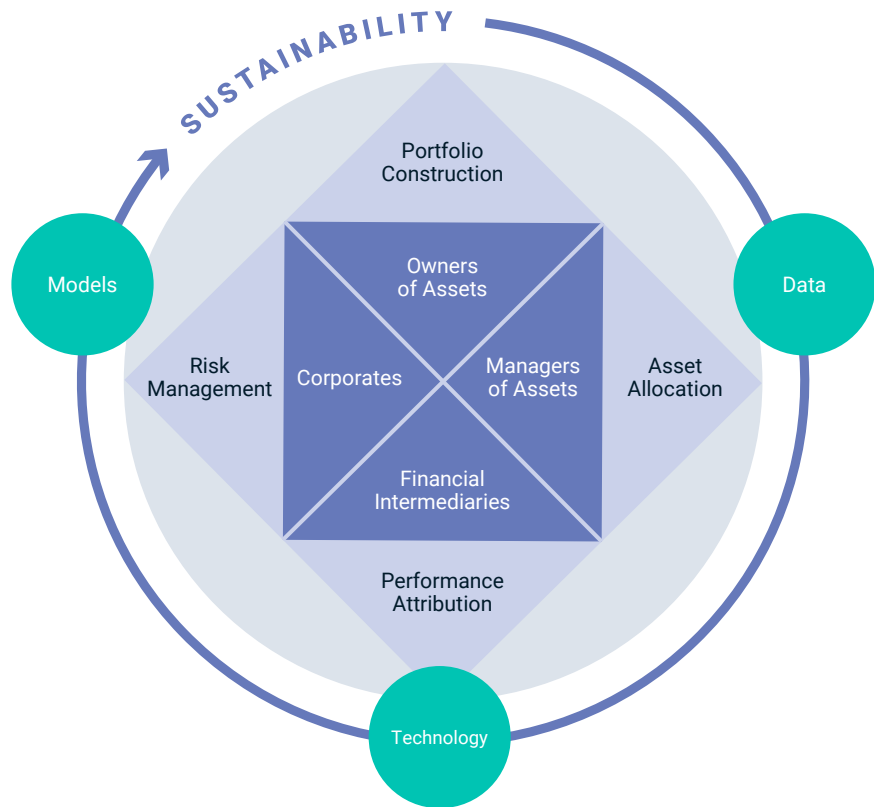 SUSTAINABILITY
Portfolio
Construction
Owners
of Assets
Models
Data
Risk
Management
Corporates
Managers
of Assets
Asset
Allocation
Financial
Intermediaries
Performance
Attribution
Technology